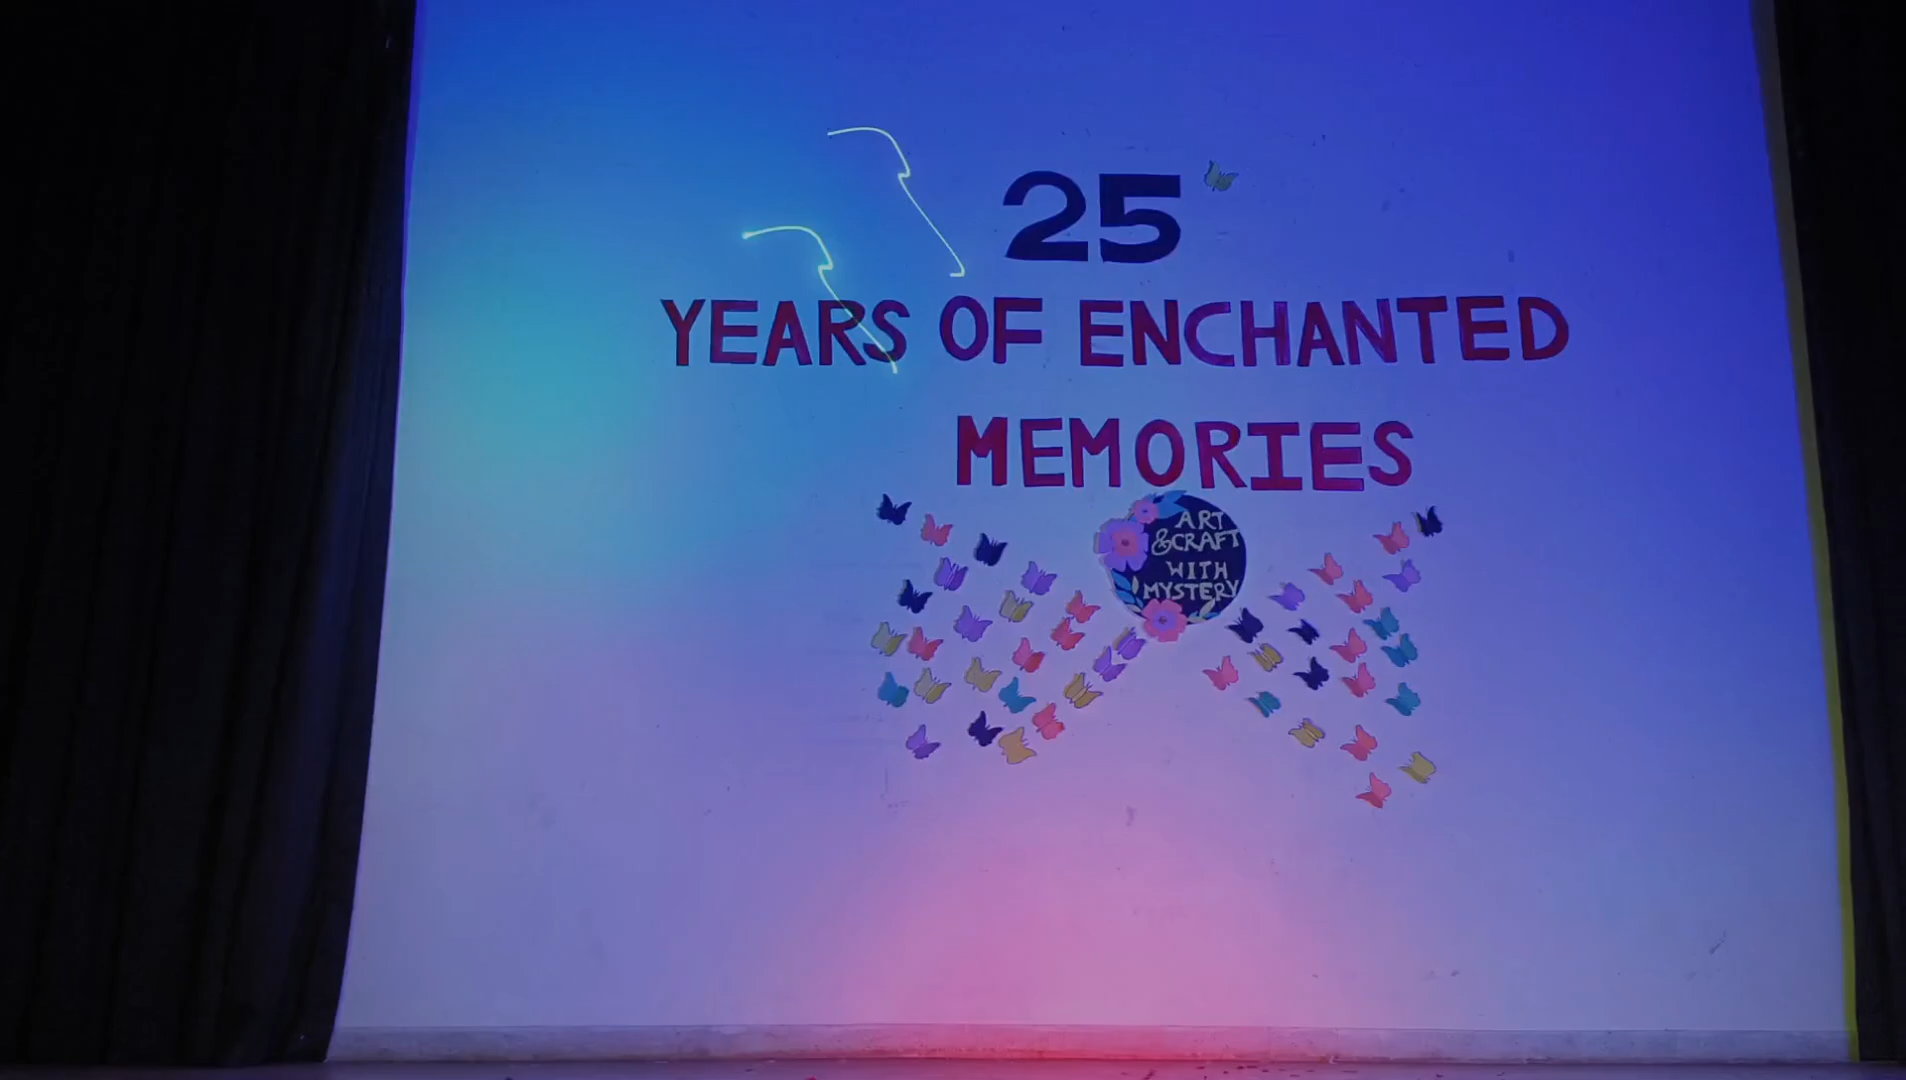 25
YEARS OF ENCHANTED
MEMORIES
ART
&CRAFT
WITH
MYSTERY